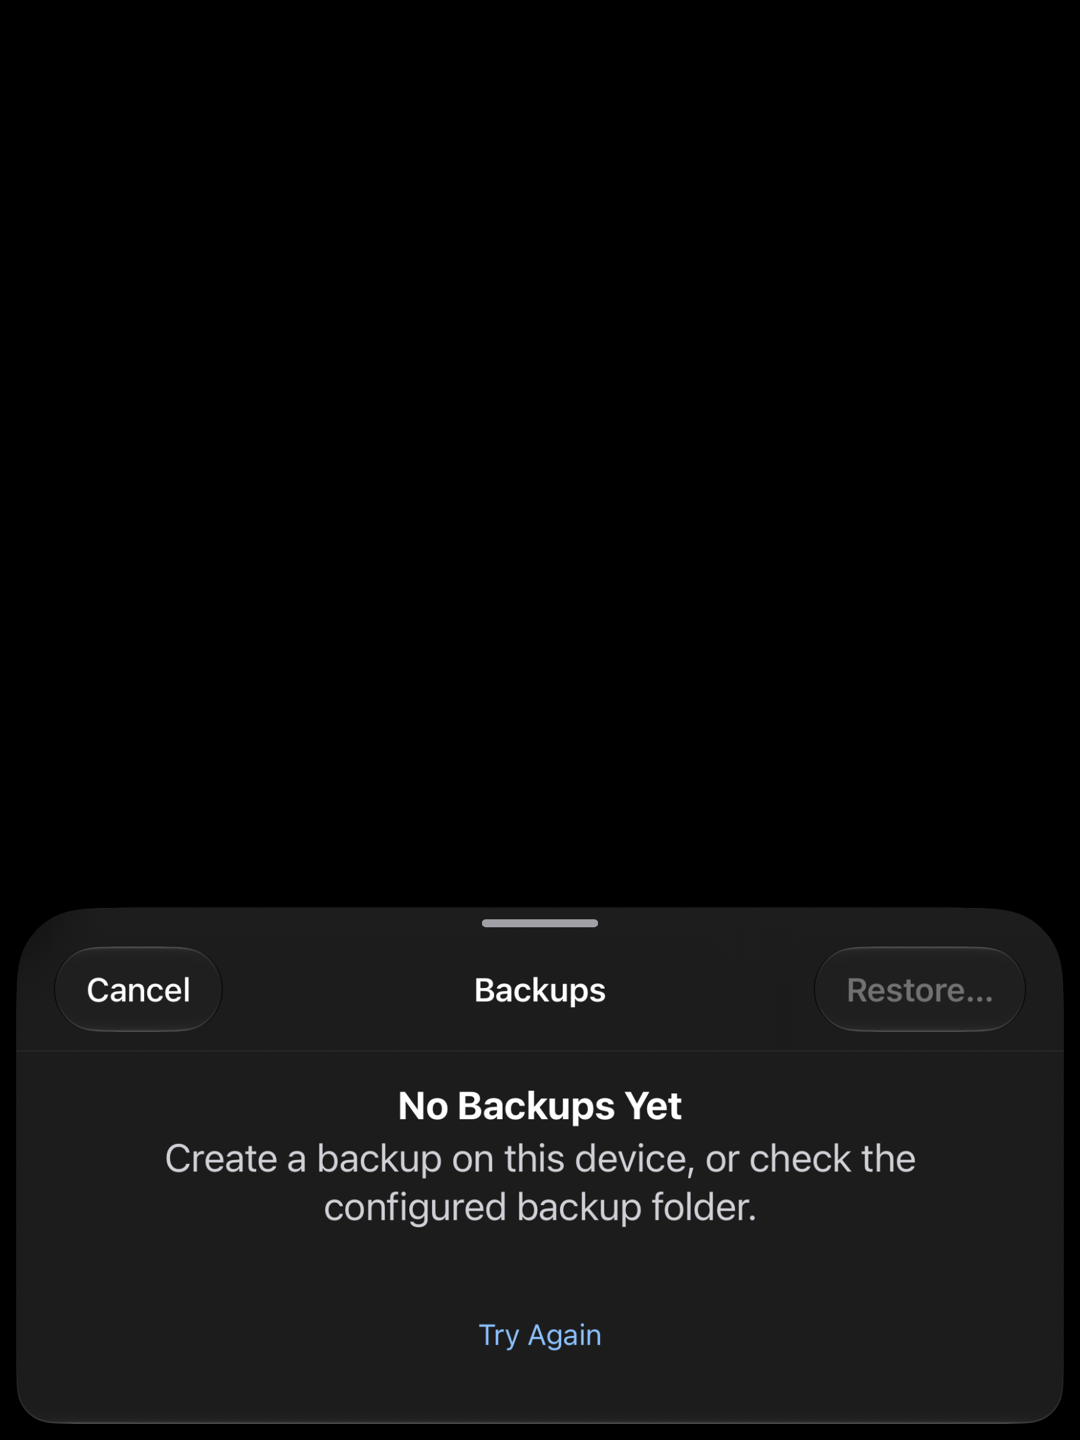 Cancel
Backups
Restore...
No Backups Yet
Create a backup on this device, or check the
configured backup folder.
Try Again